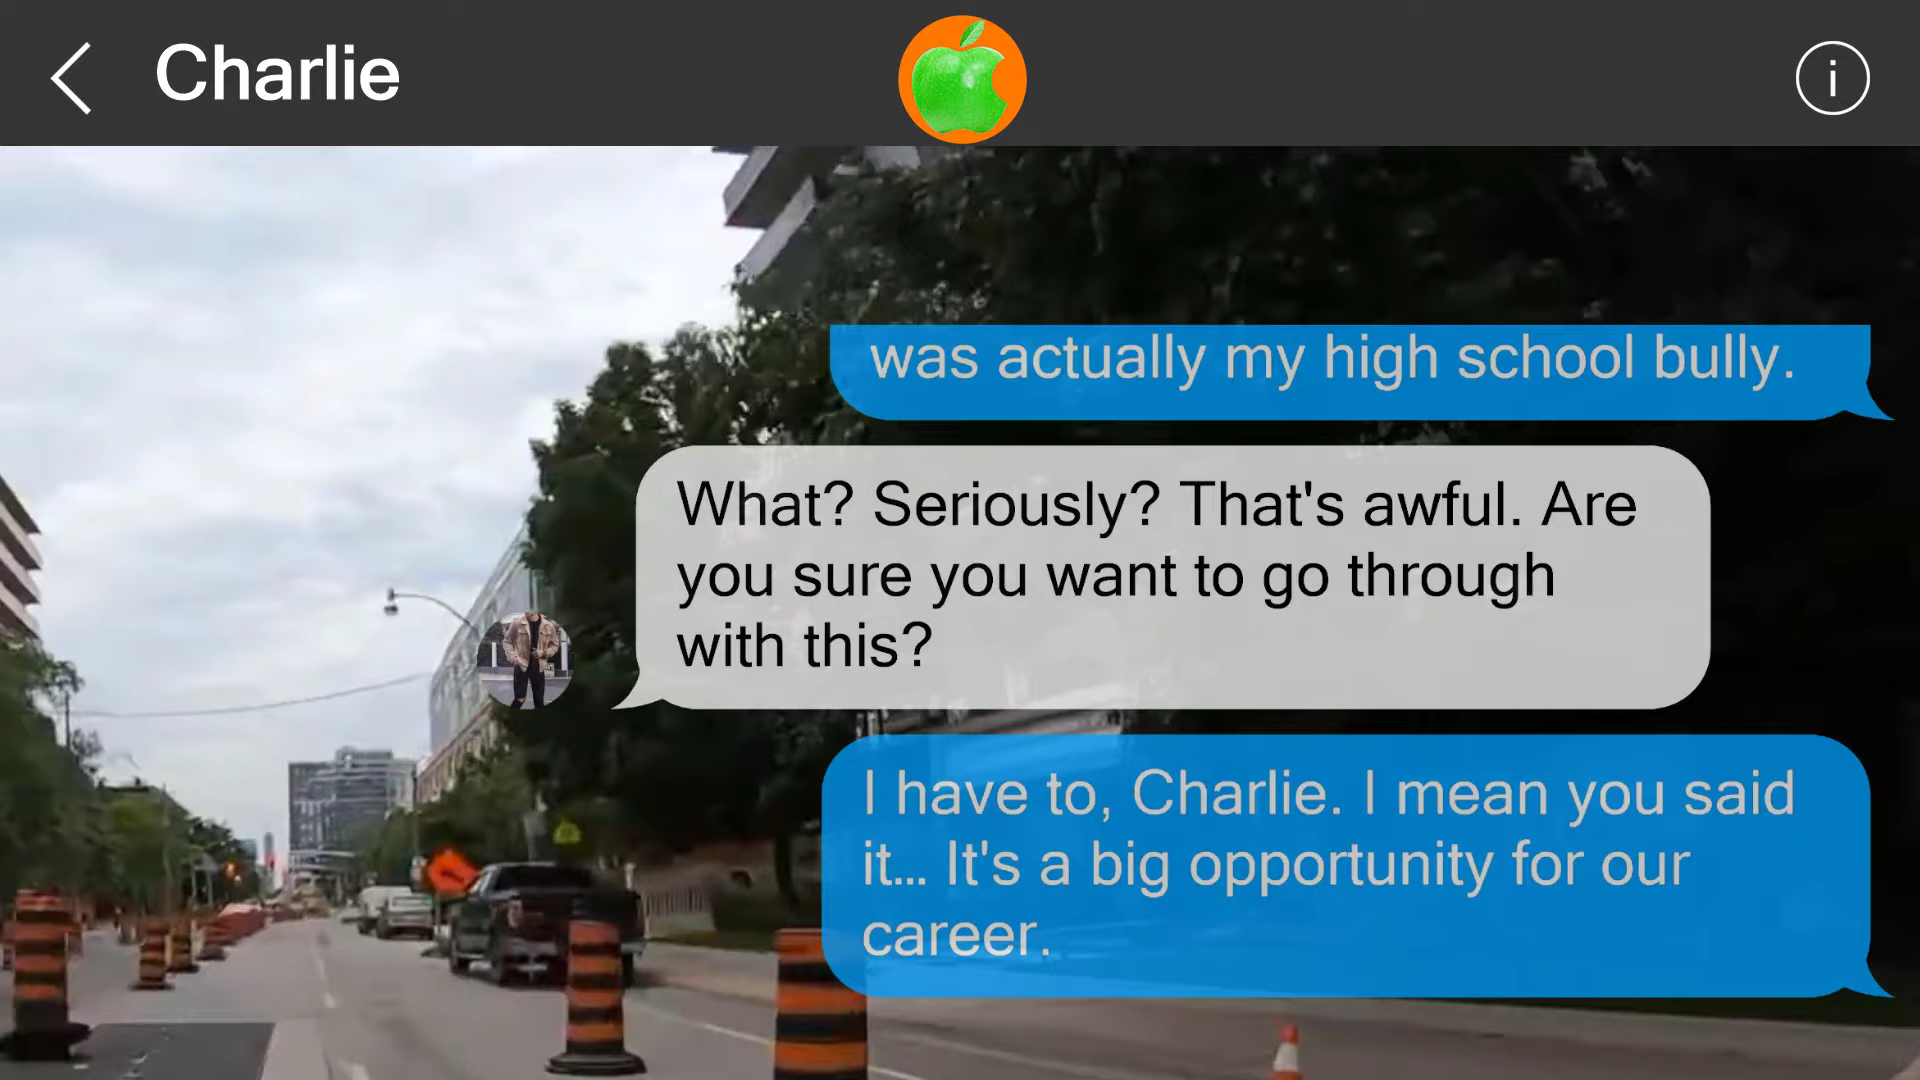 Charlie
i
was actually my high school bully.
What? Seriously? That's awful. Are
you sure you want to go through
with this?
I have to, Charlie. I mean you said
it... It's a big opportunity for our
career.